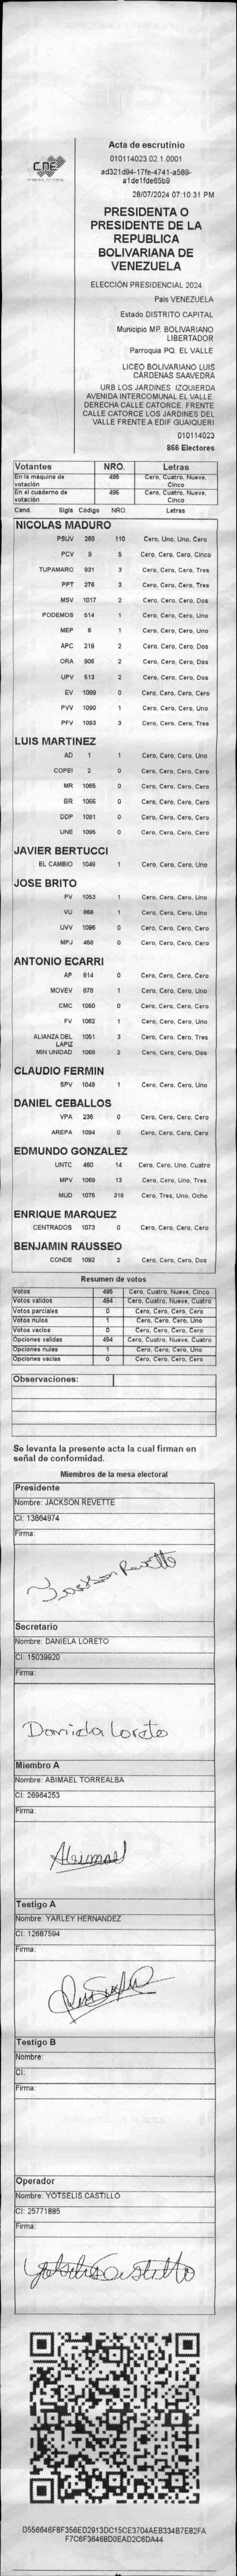 Acta de escrutinio
010114023.02.1.0001
ad321d94-17fe-4741-a589-
a1de1fde65b9
28/07/2024 07:10:31 PM
PRESIDENTA O
PRESIDENTE DE LA
REPUBLICA
BOLIVARIANA DE
VENEZUELA
CNE
ELECCIÓN PRESIDENCIAL 2024
País VENEZUELA
Estado DISTRITO CAPITAL
Municipio MP. BOLIVARIANO
LIBERTADOR
Parroquia PQ. EL VALLE
LICEO BOLIVARIANO LUIS
CÁRDENAS SAAVEDRA
URB LOS JARDINES IZQUIERDA
AVENIDA INTERCOMUNAL EL VALLE.
DERECHA CALLE CATORCE. FRENTE
CALLE CATORCE LOS JARDINES DEL
VALLE FRENTE A EDIF GUAIQUERI
010114023
866 Electores
Votantes NRO. Letras
En la máquina de votación 495 Cero, Cuatro, Nueve, Cinco
En el cuaderno de votación 495 Cero, Cuatro, Nueve, Cinco
Cand. Sigla Código NRO. Letras
NICOLAS MADURO
PSUV 269 110 Cero, Uno, Uno, Cero
PCV 9 5 Cero, Cero, Cero, Cinco
TUPAMARO 931 3 Cero, Cero, Cero, Tres
PPT 276 3 Cero, Cero, Cero, Tres
MSV 1017 2 Cero, Cero, Cero, Dos
PODEMOS 514 1 Cero, Cero, Cero, Uno
MEP 6 1 Cero, Cero, Cero, Uno
APC 219 2 Cero, Cero, Cero, Dos
ORA 906 2 Cero, Cero, Cero, Dos
UPV 513 2 Cero, Cero, Cero, Dos
EV 1099 0 Cero, Cero, Cero, Cero
PVV 1090 1 Cero, Cero, Cero, Uno
PFV 1093 3 Cero, Cero, Cero, Tres
LUIS MARTINEZ
AD 1 1 Cero, Cero, Cero, Uno
COPEI 2 0 Cero, Cero, Cero, Cero
MR 1065 0 Cero, Cero, Cero, Cero
BR 1066 0 Cero, Cero, Cero, Cero
DDP 1091 0 Cero, Cero, Cero, Cero
UNE 1095 0 Cero, Cero, Cero, Cero
JAVIER BERTUCCI
EL CAMBIO 1048 1 Cero, Cero, Cero, Uno
JOSE BRITO
PV 1053 1 Cero, Cero, Cero, Uno
VU 868 1 Cero, Cero, Cero, Uno
UVV 1096 0 Cero, Cero, Cero, Cero
MPJ 458 0 Cero, Cero, Cero, Cero
ANTONIO ECARRI
AP 814 0 Cero, Cero, Cero, Cero
MOVEV 878 1 Cero, Cero, Cero, Uno
CMC 1050 0 Cero, Cero, Cero, Cero
FV 1062 1 Cero, Cero, Cero, Uno
ALIANZA DEL LAPIZ 1051 3 Cero, Cero, Cero, Tres
MIN UNIDAD 1068 2 Cero, Cero, Cero, Dos
CLAUDIO FERMIN
SPV 1049 1 Cero, Cero, Cero, Uno
DANIEL CEBALLOS
VPA 236 0 Cero, Cero, Cero, Cero
AREPA 1094 0 Cero, Cero, Cero, Cero
EDMUNDO GONZALEZ
UNTC 460 14 Cero, Cero, Uno, Cuatro
MPV 1069 13 Cero, Cero, Uno, Tres
MUD 1075 318 Cero, Tres, Uno, Ocho
ENRIQUE MARQUEZ
CENTRADOS 1073 0 Cero, Cero, Cero, Cero
BENJAMIN RAUSSEO
CONDE 1092 2 Cero, Cero, Cero, Dos
Resumen de votos
Votos 495 Cero, Cuatro, Nueve, Cinco
Votos válidos 494 Cero, Cuatro, Nueve, Cuatro
Votos parciales 0 Cero, Cero, Cero, Cero
Votos nulos 1 Cero, Cero, Cero, Uno
Votos vacíos 0 Cero, Cero, Cero, Cero
Opciones válidas 494 Cero, Cuatro, Nueve, Cuatro
Opciones nulas 1 Cero, Cero, Cero, Uno
Opciones vacías 0 Cero, Cero, Cero, Cero
Observaciones:
Se levanta la presente acta la cual firman en
señal de conformidad.
Miembros de la mesa electoral
Presidente
Nombre: JACKSON REVETTE
CI: 13864974
Firma:
Jackson Revette
Secretario
Nombre: DANIELA LORETO
CI: 15039920
Firma:
Daniela Loreto
Miembro A
Nombre: ABIMAEL TORREALBA
CI: 26964253
Firma:
Abimael
Testigo A
Nombre: YARLEY HERNANDEZ
CI: 12687594
Firma:
Testigo B
Nombre:
CI:
Firma:
Operador
Nombre: YOTSELIS CASTILLO
CI: 25771885
Firma:
Yotselis Castillo
D556646F8F356ED2913DC15CE3704AEB334B7E82FA
F7C6F36468D0EAD2C6DA44